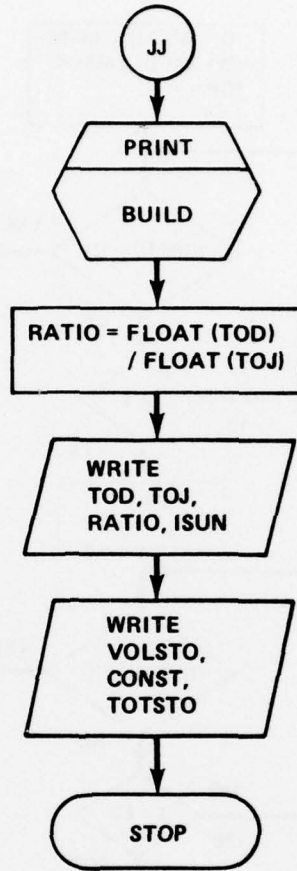 JJ
PRINT
BUILD
RATIO = FLOAT (TOD)
/ FLOAT (TOJ)
WRITE
TOD, TOJ,
RATIO, ISUN
WRITE
VOLSTO,
CONST,
TOTSTO
STOP